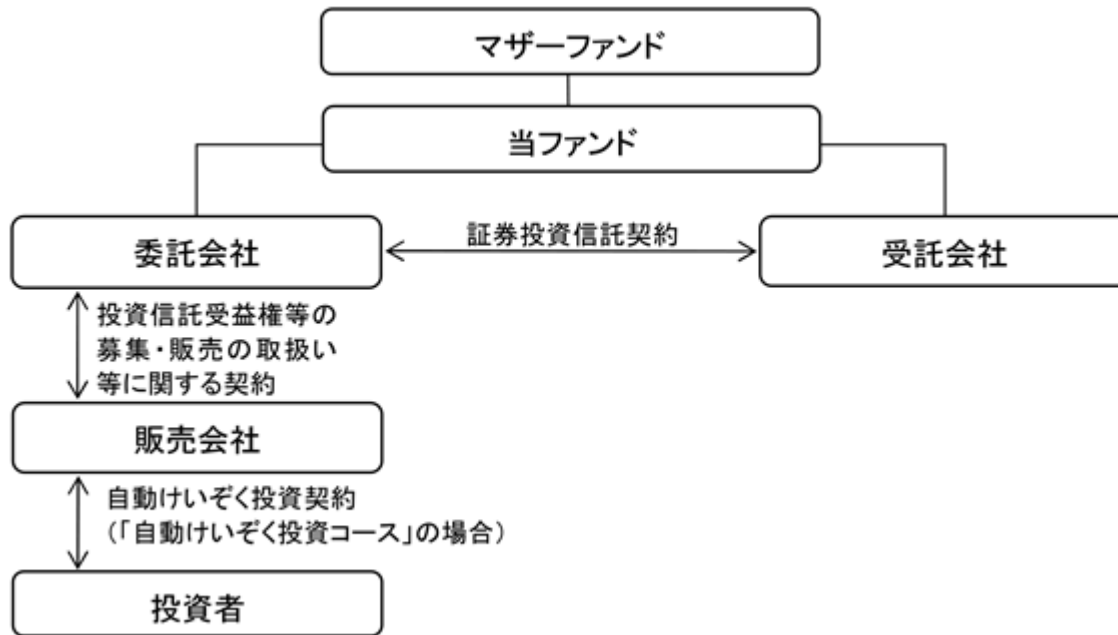 マザーファンド
当ファンド
委託会社
証券投資信託契約
受託会社
投資信託受益権等の
募集・販売の取扱い
等に関する契約
販売会社
自動けいぞく投資契約
(「自動けいぞく投資コース」の場合)
投資者